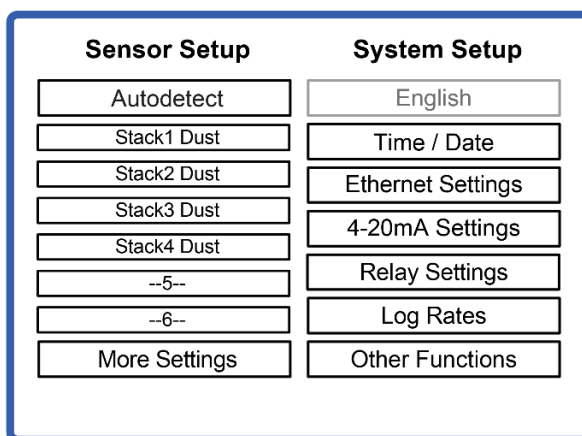 Sensor Setup
Autodetect
Stack1 Dust
Stack2 Dust
Stack3 Dust
Stack4 Dust
--5--
--6--
More Settings
System Setup
English
Time / Date
Ethernet Settings
4-20mA Settings
Relay Settings
Log Rates
Other Functions